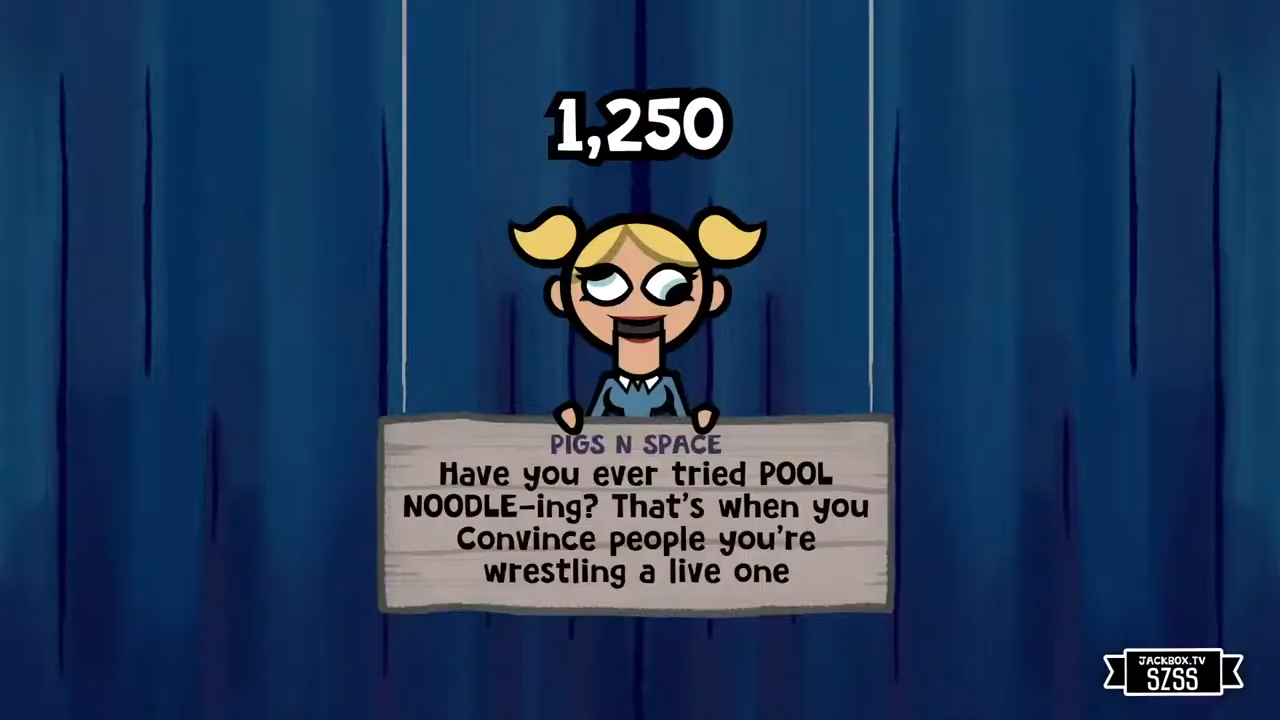 1,250
PIGS N SPACE
Have you ever tried POOL
NOODLE-ing? That's when you
Convince people you're
wrestling a live one
JACKBOX.TV
SZSS